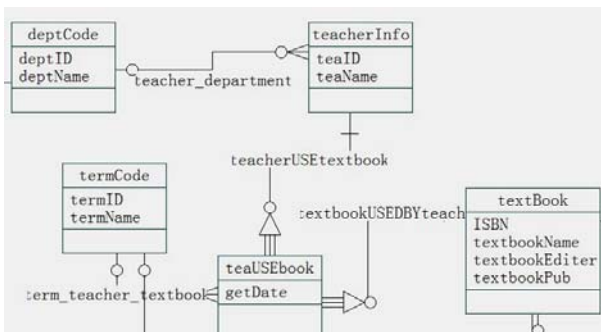 deptCode
deptID
deptName
teacherInfo
teaID
teaName
teacher_department
teacherUSEtextbook
termCode
termID
termName
textbookUSEDBYteach
textBook
ISBN
textbookName
textbookEditer
textbookPub
teaUSEbook
getDate
term_teacher_textbook